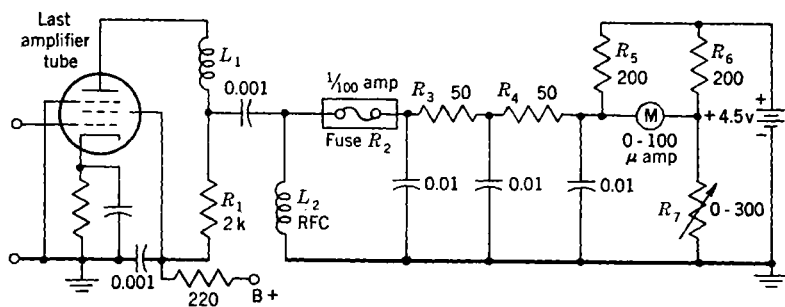 Last
amplifier
tube
L1
0.001
1/100 amp
Fuse R2
R3 50
R4 50
R5
200
R6
200
M
0-100
μ amp
+ 4.5v
+
-
R1
2 k
L2
RFC
0.01
0.01
0.01
R7
0-300
0.001
220
B+